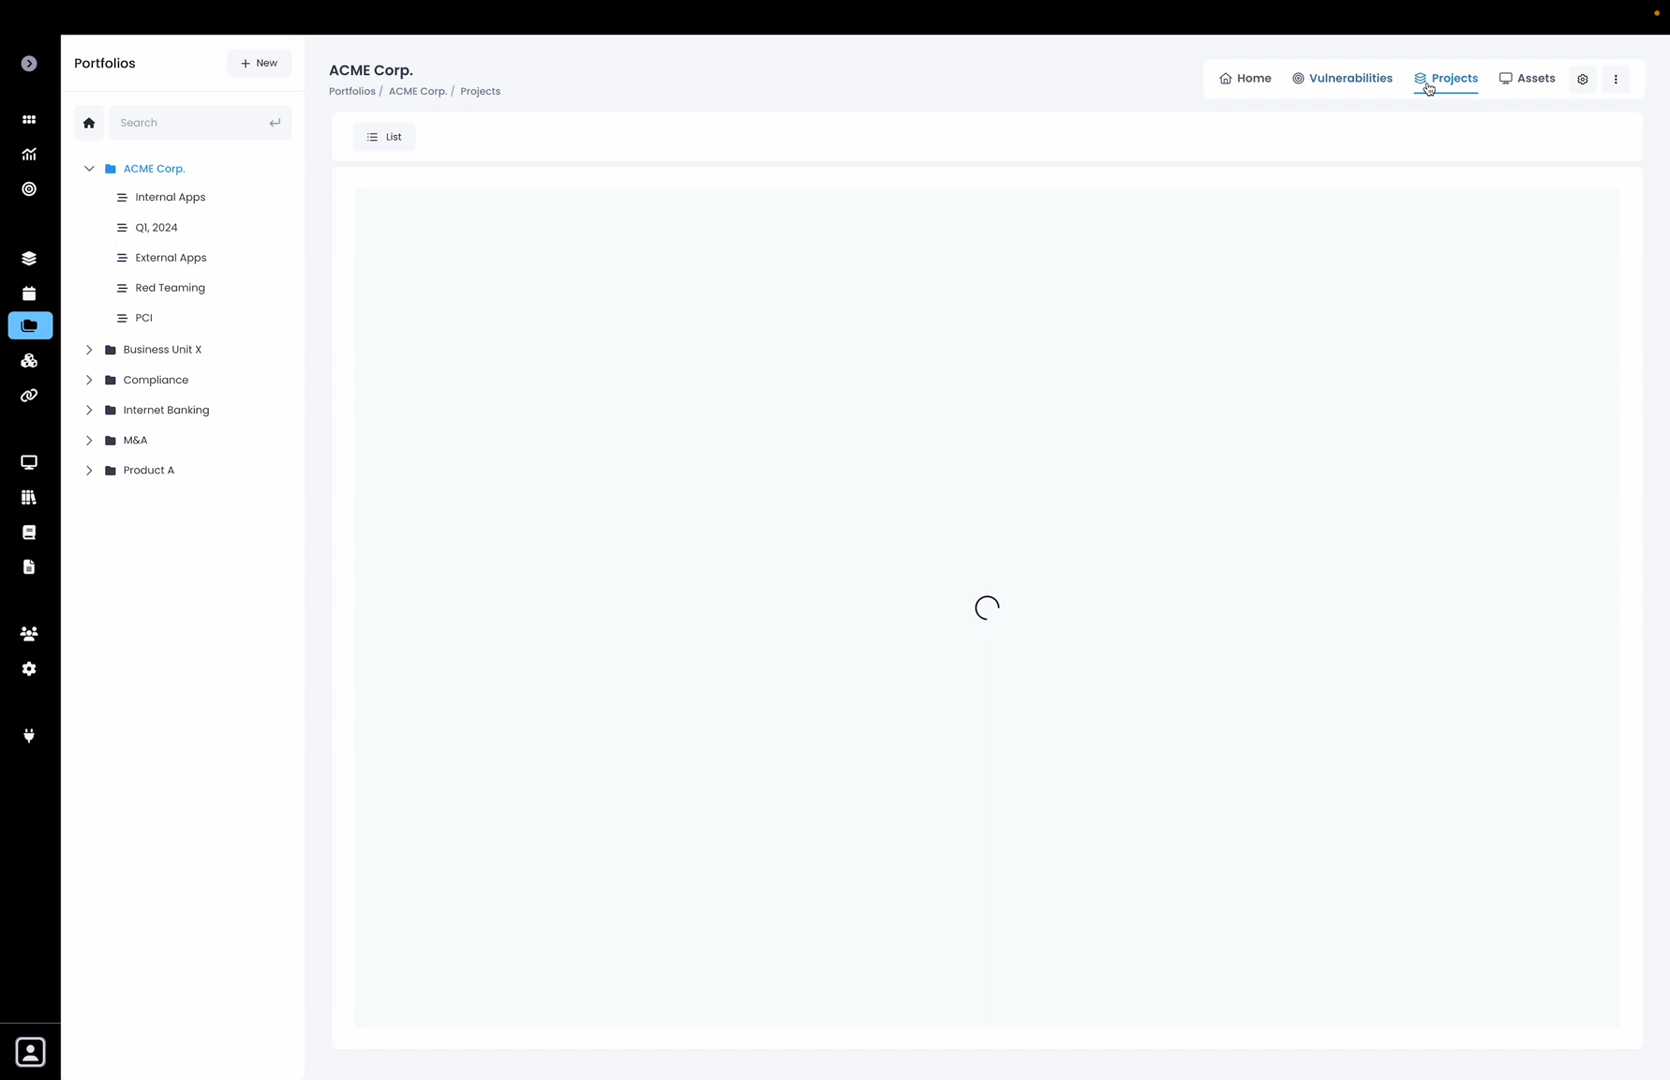 Portfolios
New
Search
ACME Corp.
Internal Apps
Q1, 2024
External Apps
Red Teaming
PCI
Business Unit X
Compliance
Internet Banking
M&A
Product A
ACME Corp.
Portfolios / ACME Corp. / Projects
Home Vulnerabilities Projects Assets
List